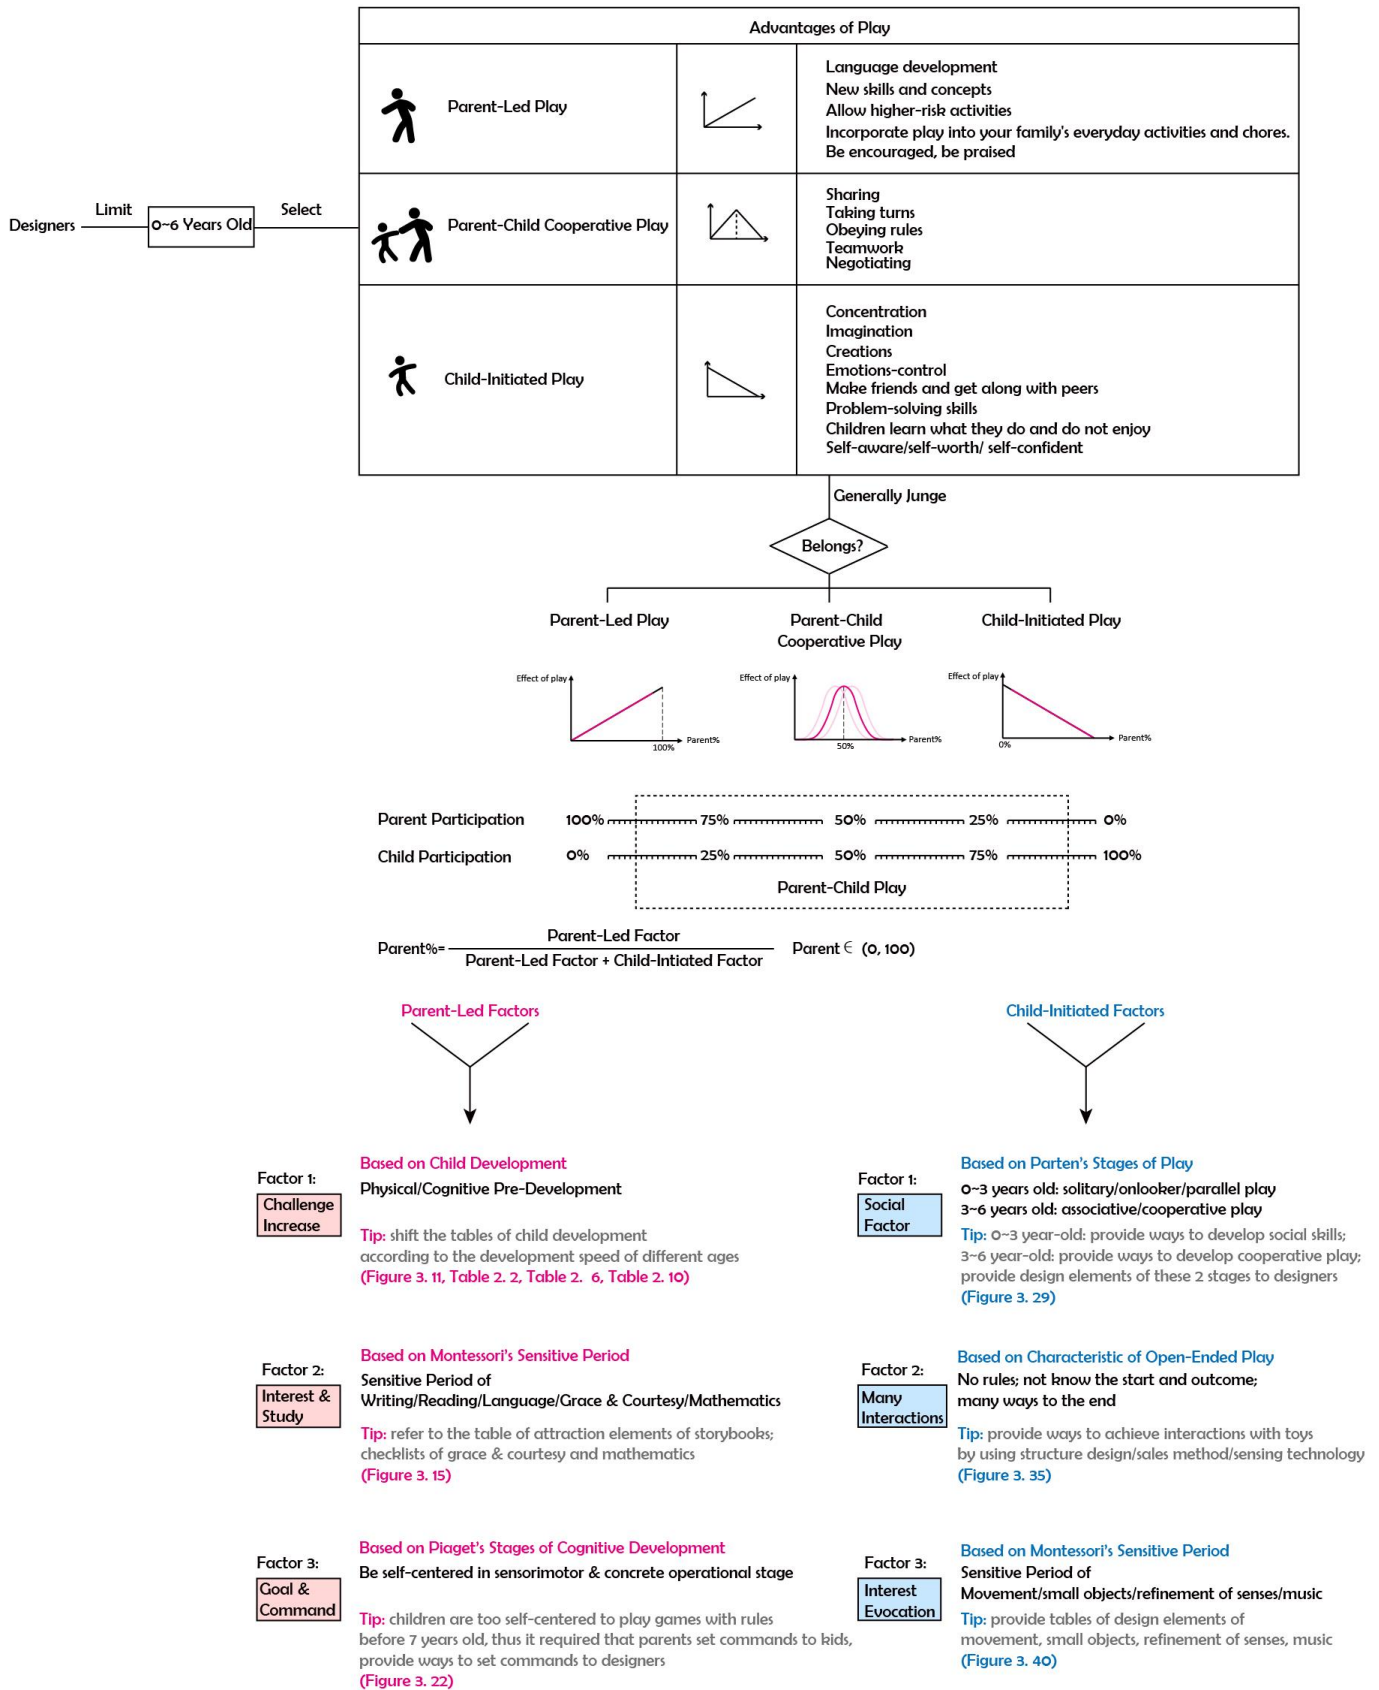 Advantages of Play
Parent-Led Play
Language development
New skills and concepts
Allow higher-risk activities
Incorporate play into your family's everyday activities and chores.
Be encouraged, be praised
Designers
Limit
0~6 Years Old
Select
Parent-Child Cooperative Play
Sharing
Taking turns
Obeying rules
Teamwork
Negotiating
Child-Initiated Play
Concentration
Imagination
Creations
Emotions-control
Make friends and get along with peers
Problem-solving skills
Children learn what they do and do not enjoy
Self-aware/self-worth/ self-confident
Generally Junge
Belongs?
Parent-Led Play
Parent-Child
Cooperative Play
Child-Initiated Play
Effect of play
Parent%
100%
Effect of play
Parent%
50%
Effect of play
Parent%
0%
Parent Participation 100% 75% 50% 25% 0%
Child Participation 0% 25% 50% 75% 100%
Parent-Child Play
Parent%=
Parent-Led Factor
Parent-Led Factor + Child-Intiated Factor
Parent ∈ (0, 100)
Parent-Led Factors
Factor 1:
Challenge
Increase
Based on Child Development
Physical/Cognitive Pre-Development
Tip: shift the tables of child development
according to the development speed of different ages
(Figure 3. 11, Table 2. 2, Table 2. 6, Table 2. 10)
Factor 2:
Interest &
Study
Based on Montessori's Sensitive Period
Sensitive Period of
Writing/Reading/Language/Grace & Courtesy/Mathematics
Tip: refer to the table of attraction elements of storybooks;
checklists of grace & courtesy and mathematics
(Figure 3. 15)
Factor 3:
Goal &
Command
Based on Piaget's Stages of Cognitive Development
Be self-centered in sensorimotor & concrete operational stage
Tip: children are too self-centered to play games with rules
before 7 years old, thus it required that parents set commands to kids,
provide ways to set commands to designers
(Figure 3. 22)
Child-Initiated Factors
Factor 1:
Social
Factor
Based on Parten's Stages of Play
0~3 years old: solitary/onlooker/parallel play
3~6 years old: associative/cooperative play
Tip: 0~3 year-old: provide ways to develop social skills;
3~6 year-old: provide ways to develop cooperative play;
provide design elements of these 2 stages to designers
(Figure 3. 29)
Factor 2:
Many
Interactions
Based on Characteristic of Open-Ended Play
No rules; not know the start and outcome;
many ways to the end
Tip: provide ways to achieve interactions with toys
by using structure design/sales method/sensing technology
(Figure 3. 35)
Factor 3:
Interest
Evocation
Based on Montessori's Sensitive Period
Sensitive Period of
Movement/small objects/refinement of senses/music
Tip: provide tables of design elements of
movement, small objects, refinement of senses, music
(Figure 3. 40)